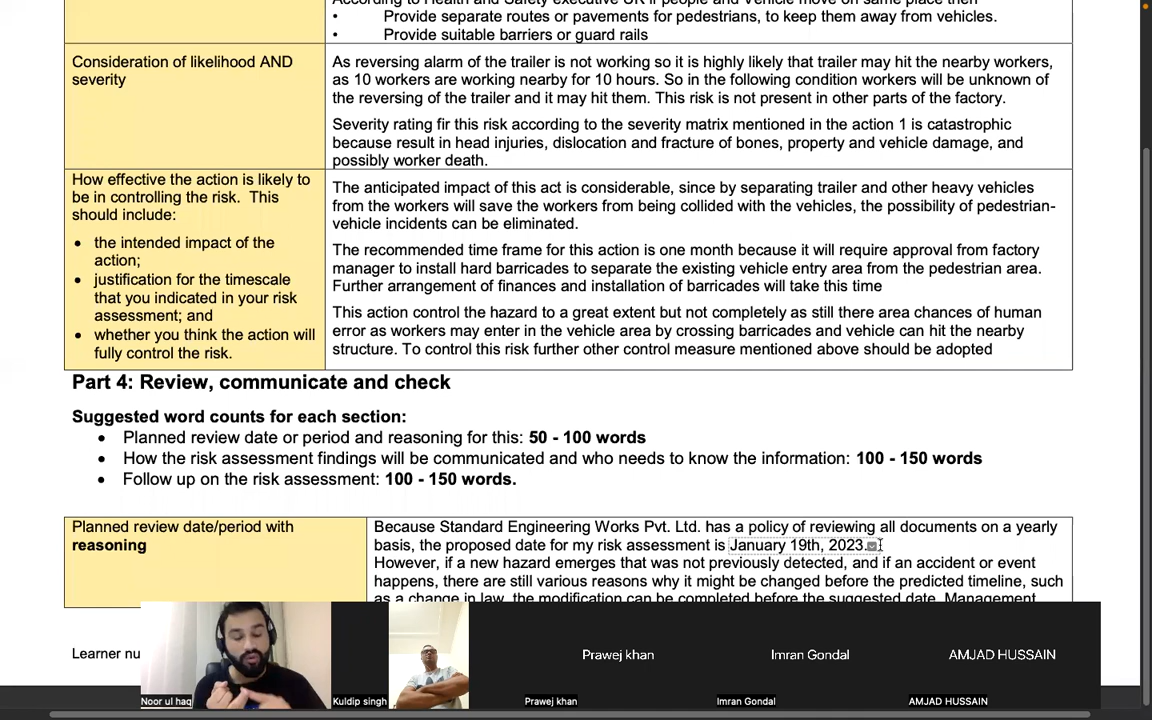 According to Health and Safety executive UK if people and Vehicle move on same place then
• Provide separate routes or pavements for pedestrians, to keep them away from vehicles.
• Provide suitable barriers or guard rails
Consideration of likelihood AND
severity
As reversing alarm of the trailer is not working so it is highly likely that trailer may hit the nearby workers,
as 10 workers are working nearby for 10 hours. So in the following condition workers will be unknown of
the reversing of the trailer and it may hit them. This risk is not present in other parts of the factory.
Severity rating fir this risk according to the severity matrix mentioned in the action 1 is catastrophic
because result in head injuries, dislocation and fracture of bones, property and vehicle damage, and
possibly worker death.
How effective the action is likely to
be in controlling the risk. This
should include:
• the intended impact of the
action;
• justification for the timescale
that you indicated in your risk
assessment; and
• whether you think the action will
fully control the risk.
The anticipated impact of this act is considerable, since by separating trailer and other heavy vehicles
from the workers will save the workers from being collided with the vehicles, the possibility of pedestrian-
vehicle incidents can be eliminated.
The recommended time frame for this action is one month because it will require approval from factory
manager to install hard barricades to separate the existing vehicle entry area from the pedestrian area.
Further arrangement of finances and installation of barricades will take this time
This action control the hazard to a great extent but not completely as still there area chances of human
error as workers may enter in the vehicle area by crossing barricades and vehicle can hit the nearby
structure. To control this risk further other control measure mentioned above should be adopted
Part 4: Review, communicate and check
Suggested word counts for each section:
• Planned review date or period and reasoning for this: 50 - 100 words
• How the risk assessment findings will be communicated and who needs to know the information: 100 - 150 words
• Follow up on the risk assessment: 100 - 150 words.
Planned review date/period with
reasoning
Because Standard Engineering Works Pvt. Ltd. has a policy of reviewing all documents on a yearly
basis, the proposed date for my risk assessment is January 19th, 2023.
However, if a new hazard emerges that was not previously detected, and if an accident or event
happens, there are still various reasons why it might be changed before the predicted timeline, such
as a change in law, the modification can be completed before the suggested date. Management
Learner nu
Prawej khan
Imran Gondal
AMJAD HUSSAIN
Noor ul haq
Kuldip singh
Prawej khan
Imran Gondal
AMJAD HUSSAIN